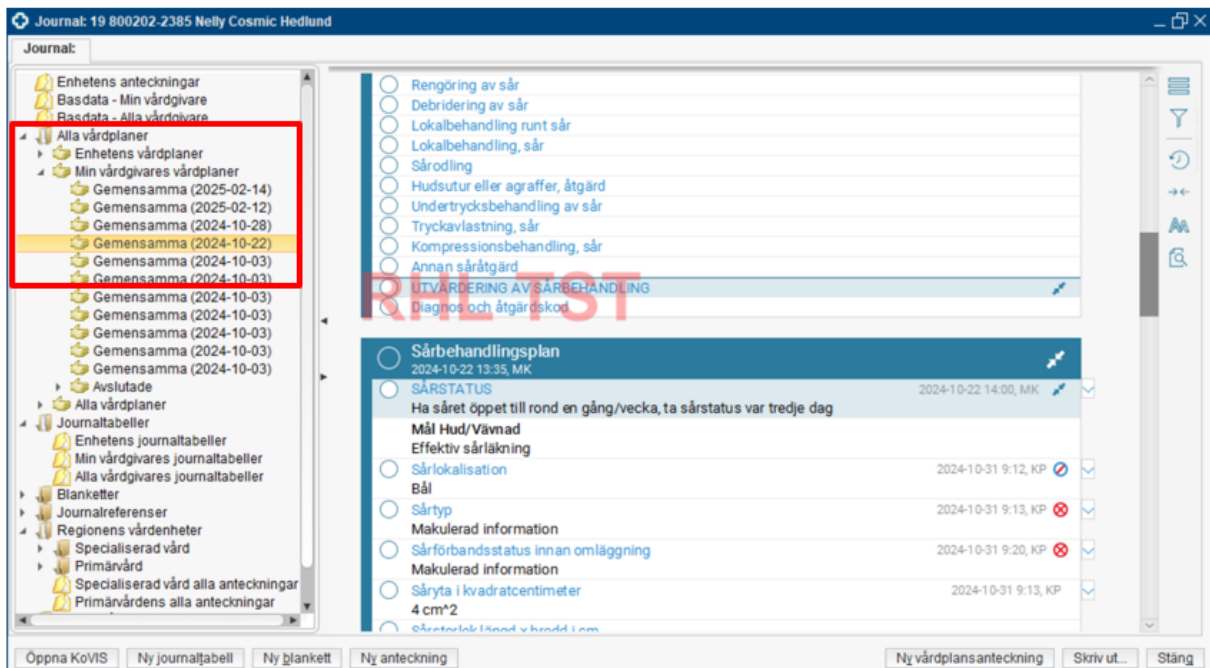 Journal: 19 800202-2385 Nelly Cosmic Hedlund
Journal:
Enhetens anteckningar
Basdata - Min vårdgivare
Basdata - Alla vårdgivare
Alla vårdplaner
Enhetens vårdplaner
Min vårdgivares vårdplaner
Gemensamma (2025-02-14)
Gemensamma (2025-02-12)
Gemensamma (2024-10-28)
Gemensamma (2024-10-22)
Gemensamma (2024-10-03)
Gemensamma (2024-10-03)
Gemensamma (2024-10-03)
Gemensamma (2024-10-03)
Gemensamma (2024-10-03)
Gemensamma (2024-10-03)
Gemensamma (2024-10-03)
Avslutade
Alla vårdplaner
Journaltabeller
Enhetens journaltabeller
Min vårdgivares journaltabeller
Alla vårdgivares journaltabeller
Blanketter
Journalreferenser
Regionens vårdenheter
Specialiserad vård
Primärvård
Specialiserad vård alla anteckningar
Primärvårdens alla anteckningar
Rengöring av sår
Debridering av sår
Lokalbehandling runt sår
Lokalbehandling, sår
Sårodling
Hudsutur eller agraffer, åtgärd
Undertrycksbehandling av sår
Tryckavlastning, sår
Kompressionsbehandling, sår
Annan såråtgärd
UTVÄRDERING AV SÅRBEHANDLING
Diagnos och åtgärdskod
RHL TST
Sårbehandlingsplan
2024-10-22 13:35, MK
SÅRSTATUS 2024-10-22 14:00, MK
Ha såret öppet till rond en gång/vecka, ta sårstatus var tredje dag
Mål Hud/Vävnad
Effektiv sårläkning
Sårlokalisation 2024-10-31 9:12, KP
Bål
Sårtyp 2024-10-31 9:13, KP
Makulerad information
Sårförbandsstatus innan omläggning 2024-10-31 9:20, KP
Makulerad information
Såryta i kvadratcentimeter 2024-10-31 9:13, KP
4 cm^2
Sårstorlek längd x bredd i cm
Öppna KoVIS Ny journaltabell Ny blankett Ny anteckning Ny vårdplansanteckning Skriv ut... Stäng